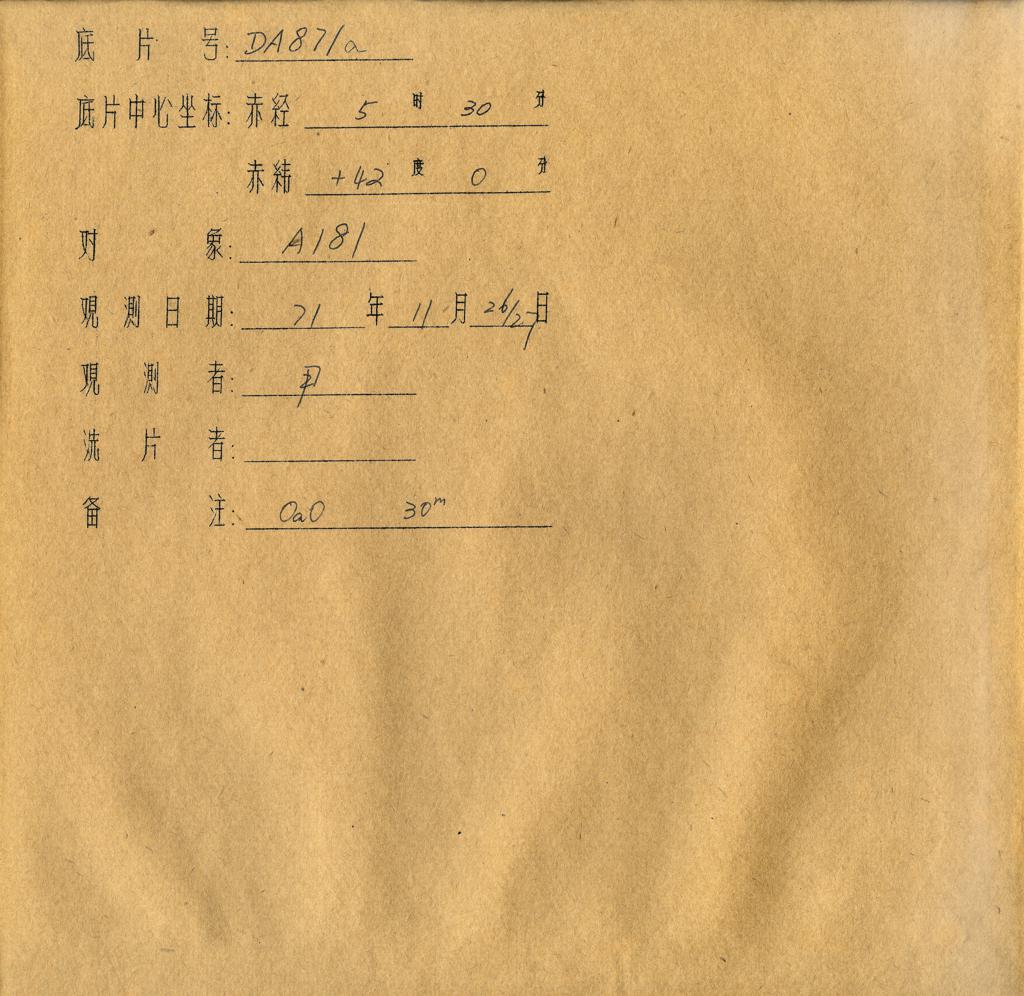 底片号: DA871a
底片中心坐标: 赤经 5 时 30 分
赤纬 +42 度 0 分
对象: A181
观测日期: 71 年 11 月 26/27 日
观测者:
洗片者:
备注: OaO 30m